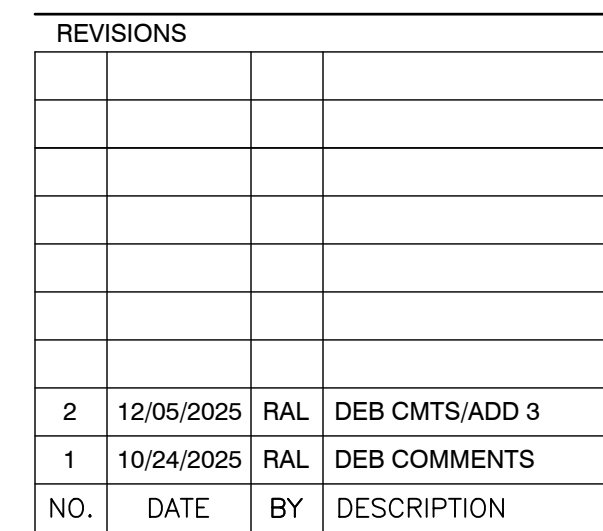 REVISIONS
2 12/05/2025 RAL DEB CMTS/ADD 3
1 10/24/2025 RAL DEB COMMENTS
NO. DATE BY DESCRIPTION